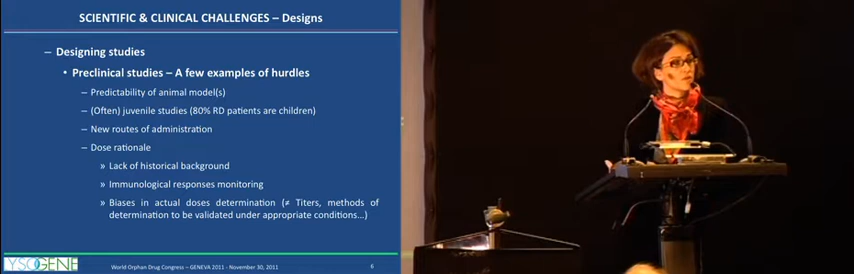 SCIENTIFIC & CLINICAL CHALLENGES – Designs
– Designing studies
• Preclinical studies – A few examples of hurdles
– Predictability of animal model(s)
– (Often) juvenile studies (80% RD patients are children)
– New routes of administration
– Dose rationale
» Lack of historical background
» Immunological responses monitoring
» Biases in actual doses determination (≠ Titers, methods of
determination to be validated under appropriate conditions…)
LYSOGENE
World Orphan Drug Congress – GENEVA 2011 - November 30, 2011
6